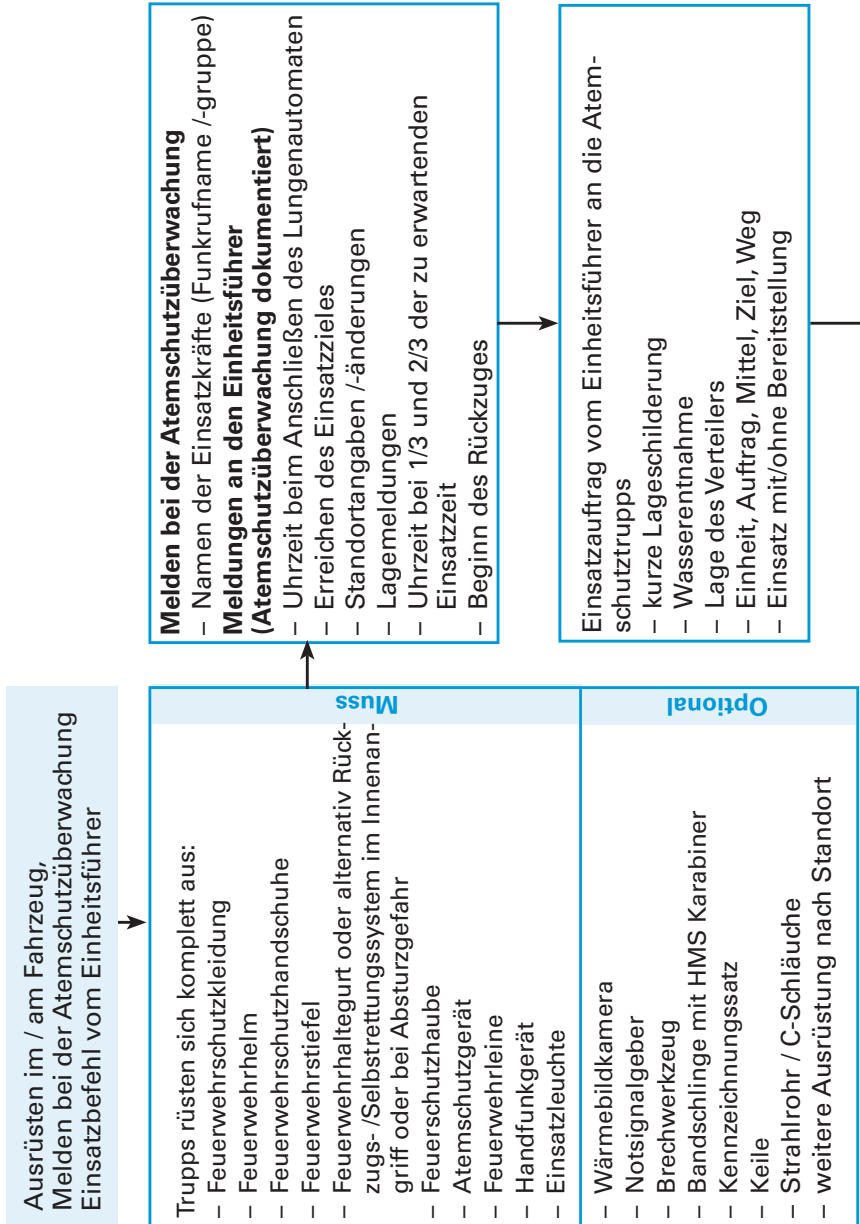 Ausrüsten im / am Fahrzeug,
Melden bei der Atemschutzüberwachung
Einsatzbefehl vom Einheitsführer
Trupps rüsten sich komplett aus:
– Feuerwehrschutzkleidung
– Feuerwehrhelm
– Feuerwehrschutzhandschuhe
– Feuerwehrstiefel
– Feuerwehrhaltegurt oder alternativ Rück-
zugs- /Selbstrettungssystem im Innenan-
griff oder bei Absturzgefahr
– Feuerschutzhaube
– Atemschutzgerät
– Feuerwehrleine
– Handfunkgerät
– Einsatzleuchte
Muss
– Wärmebildkamera
– Notsignalgeber
– Brechwerkzeug
– Bandschlinge mit HMS Karabiner
– Kennzeichnungssatz
– Keile
– Strahlrohr / C-Schläuche
– weitere Ausrüstung nach Standort
Optional
Melden bei der Atemschutzüberwachung
– Namen der Einsatzkräfte (Funkrufname /-gruppe)
Meldungen an den Einheitsführer
(Atemschutzüberwachung dokumentiert)
– Uhrzeit beim Anschließen des Lungenautomaten
– Erreichen des Einsatzzieles
– Standortangaben /-änderungen
– Lagemeldungen
– Uhrzeit bei 1/3 und 2/3 der zu erwartenden
Einsatzzeit
– Beginn des Rückzuges
Einsatzauftrag vom Einheitsführer an die Atem-
schutztrupps
– kurze Lageschilderung
– Wasserentnahme
– Lage des Verteilers
– Einheit, Auftrag, Mittel, Ziel, Weg
– Einsatz mit/ohne Bereitstellung